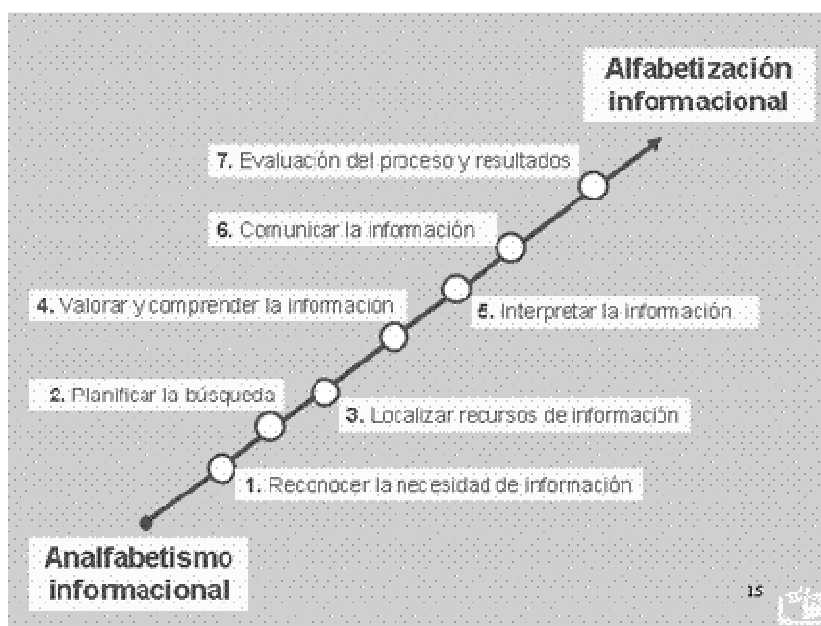 Alfabetización
informacional
7. Evaluación del proceso y resultados
6. Comunicar la información
4. Valorar y comprender la información
5. Interpretar la información
2. Planificar la búsqueda
3. Localizar recursos de información
1. Reconocer la necesidad de información
Analfabetismo
informacional
15